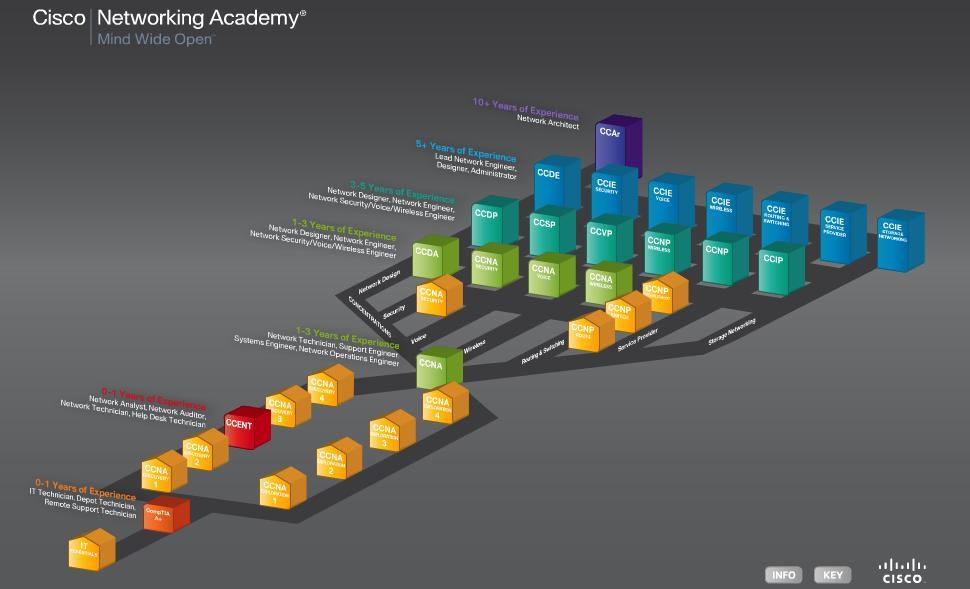 Cisco Networking Academy®
Mind Wide Open™
10+ Years of Experience
Network Architect
CCAr
5+ Years of Experience
Lead Network Engineer,
Designer, Administrator
CCDE
CCIE
SECURITY
CCIE
VOICE
CCIE
WIRELESS
CCIE
ROUTING &
SWITCHING
CCIE
SERVICE
PROVIDER
CCIE
STORAGE
NETWORKING
3-5 Years of Experience
Network Designer, Network Engineer,
Network Security/Voice/Wireless Engineer
CCDP
CCSP
CCVP
CCNP
WIRELESS
CCNP
CCIP
1-3 Years of Experience
Network Designer, Network Engineer,
Network Security/Voice/Wireless Engineer
CCDA
CCNA
SECURITY
CCNA
VOICE
CCNA
WIRELESS
CCNA
SECURITY
CCNP
CCNP
CCNP
ROUTE
Network Design
CONCENTRATIONS
Security
Voice
Wireless
Routing & Switching
Service Provider
Storage Networking
1-3 Years of Experience
Network Technician, Support Engineer
Systems Engineer, Network Operations Engineer
CCNA
0-1 Years of Experience
Network Analyst, Network Auditor,
Network Technician, Help Desk Technician
CCENT
CCNA
DISCOVERY
4
CCNA
DISCOVERY
3
CCNA
DISCOVERY
2
CCNA
DISCOVERY
1
CCNA
EXPLORATION
4
CCNA
EXPLORATION
3
CCNA
EXPLORATION
2
CCNA
EXPLORATION
1
0-1 Years of Experience
IT Technician, Depot Technician,
Remote Support Technician
CompTIA
A+
IT
ESSENTIALS
INFO
KEY
CISCO